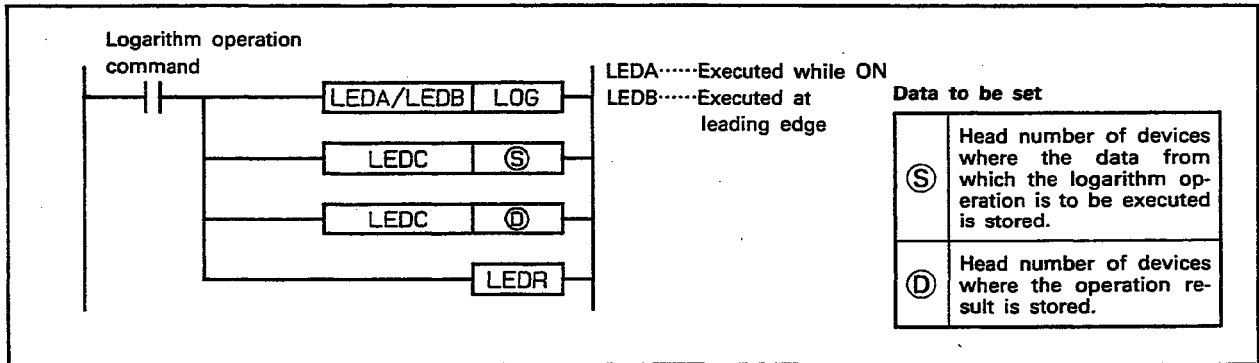 Logarithm operation
command
LEDA/LEDB LOG
LEDC Ⓢ
LEDC Ⓓ
LEDR
LEDA······Executed while ON
LEDB······Executed at
leading edge
Data to be set
Ⓢ
Head number of devices
where the data from
which the logarithm op-
eration is to be executed
is stored.
Ⓓ
Head number of devices
where the operation re-
sult is stored.